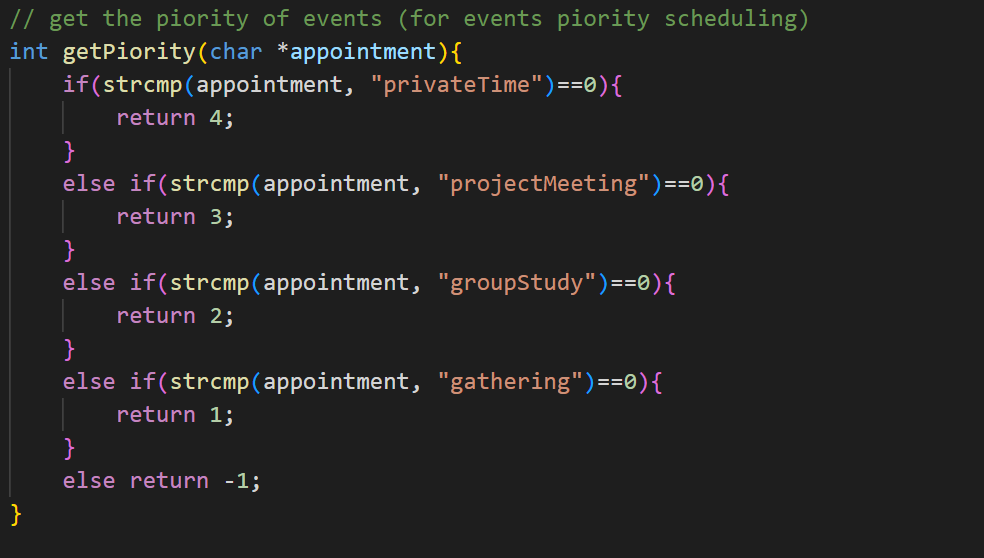 // get the piority of events (for events piority scheduling)
int getPiority(char *appointment){
    if(strcmp(appointment, "privateTime")==0){
        return 4;
    }
    else if(strcmp(appointment, "projectMeeting")==0){
        return 3;
    }
    else if(strcmp(appointment, "groupStudy")==0){
        return 2;
    }
    else if(strcmp(appointment, "gathering")==0){
        return 1;
    }
    else return -1;
}